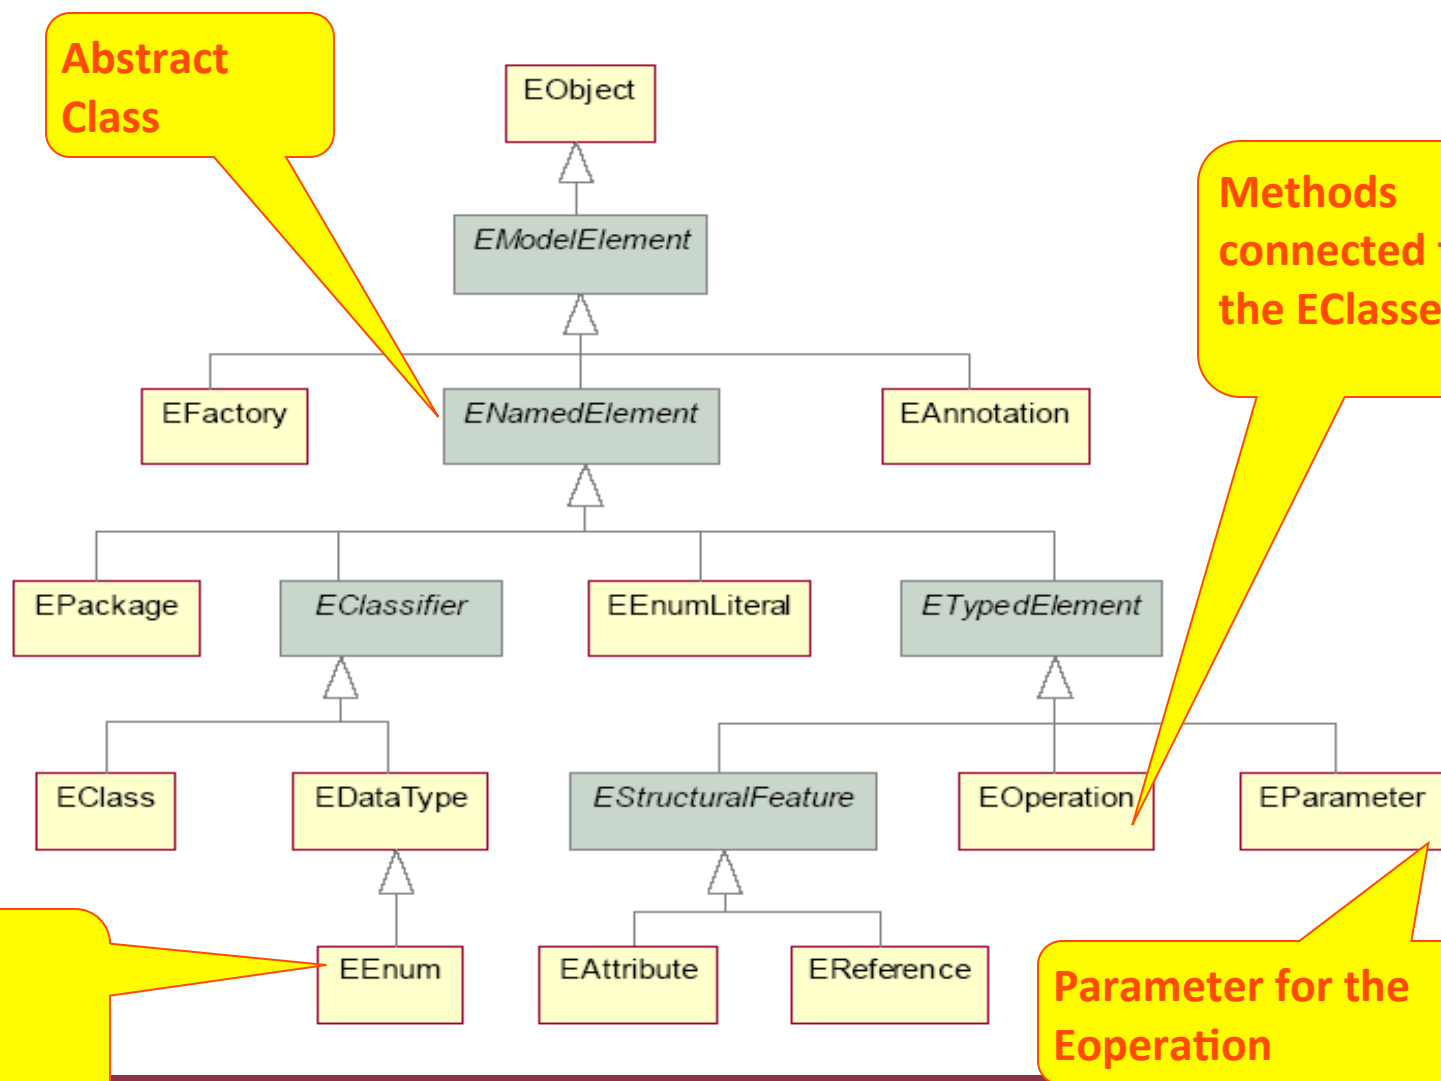 Abstract
Class
EObject
Methods
connected
the EClasse
EModelElement
EFactory
ENamedElement
EAnnotation
EPackage
EClassifier
EEnumLiteral
ETypedElement
EClass
EDataType
EStructuralFeature
EOperation
EParameter
EEnum
EAttribute
EReference
Parameter for the
Eoperation